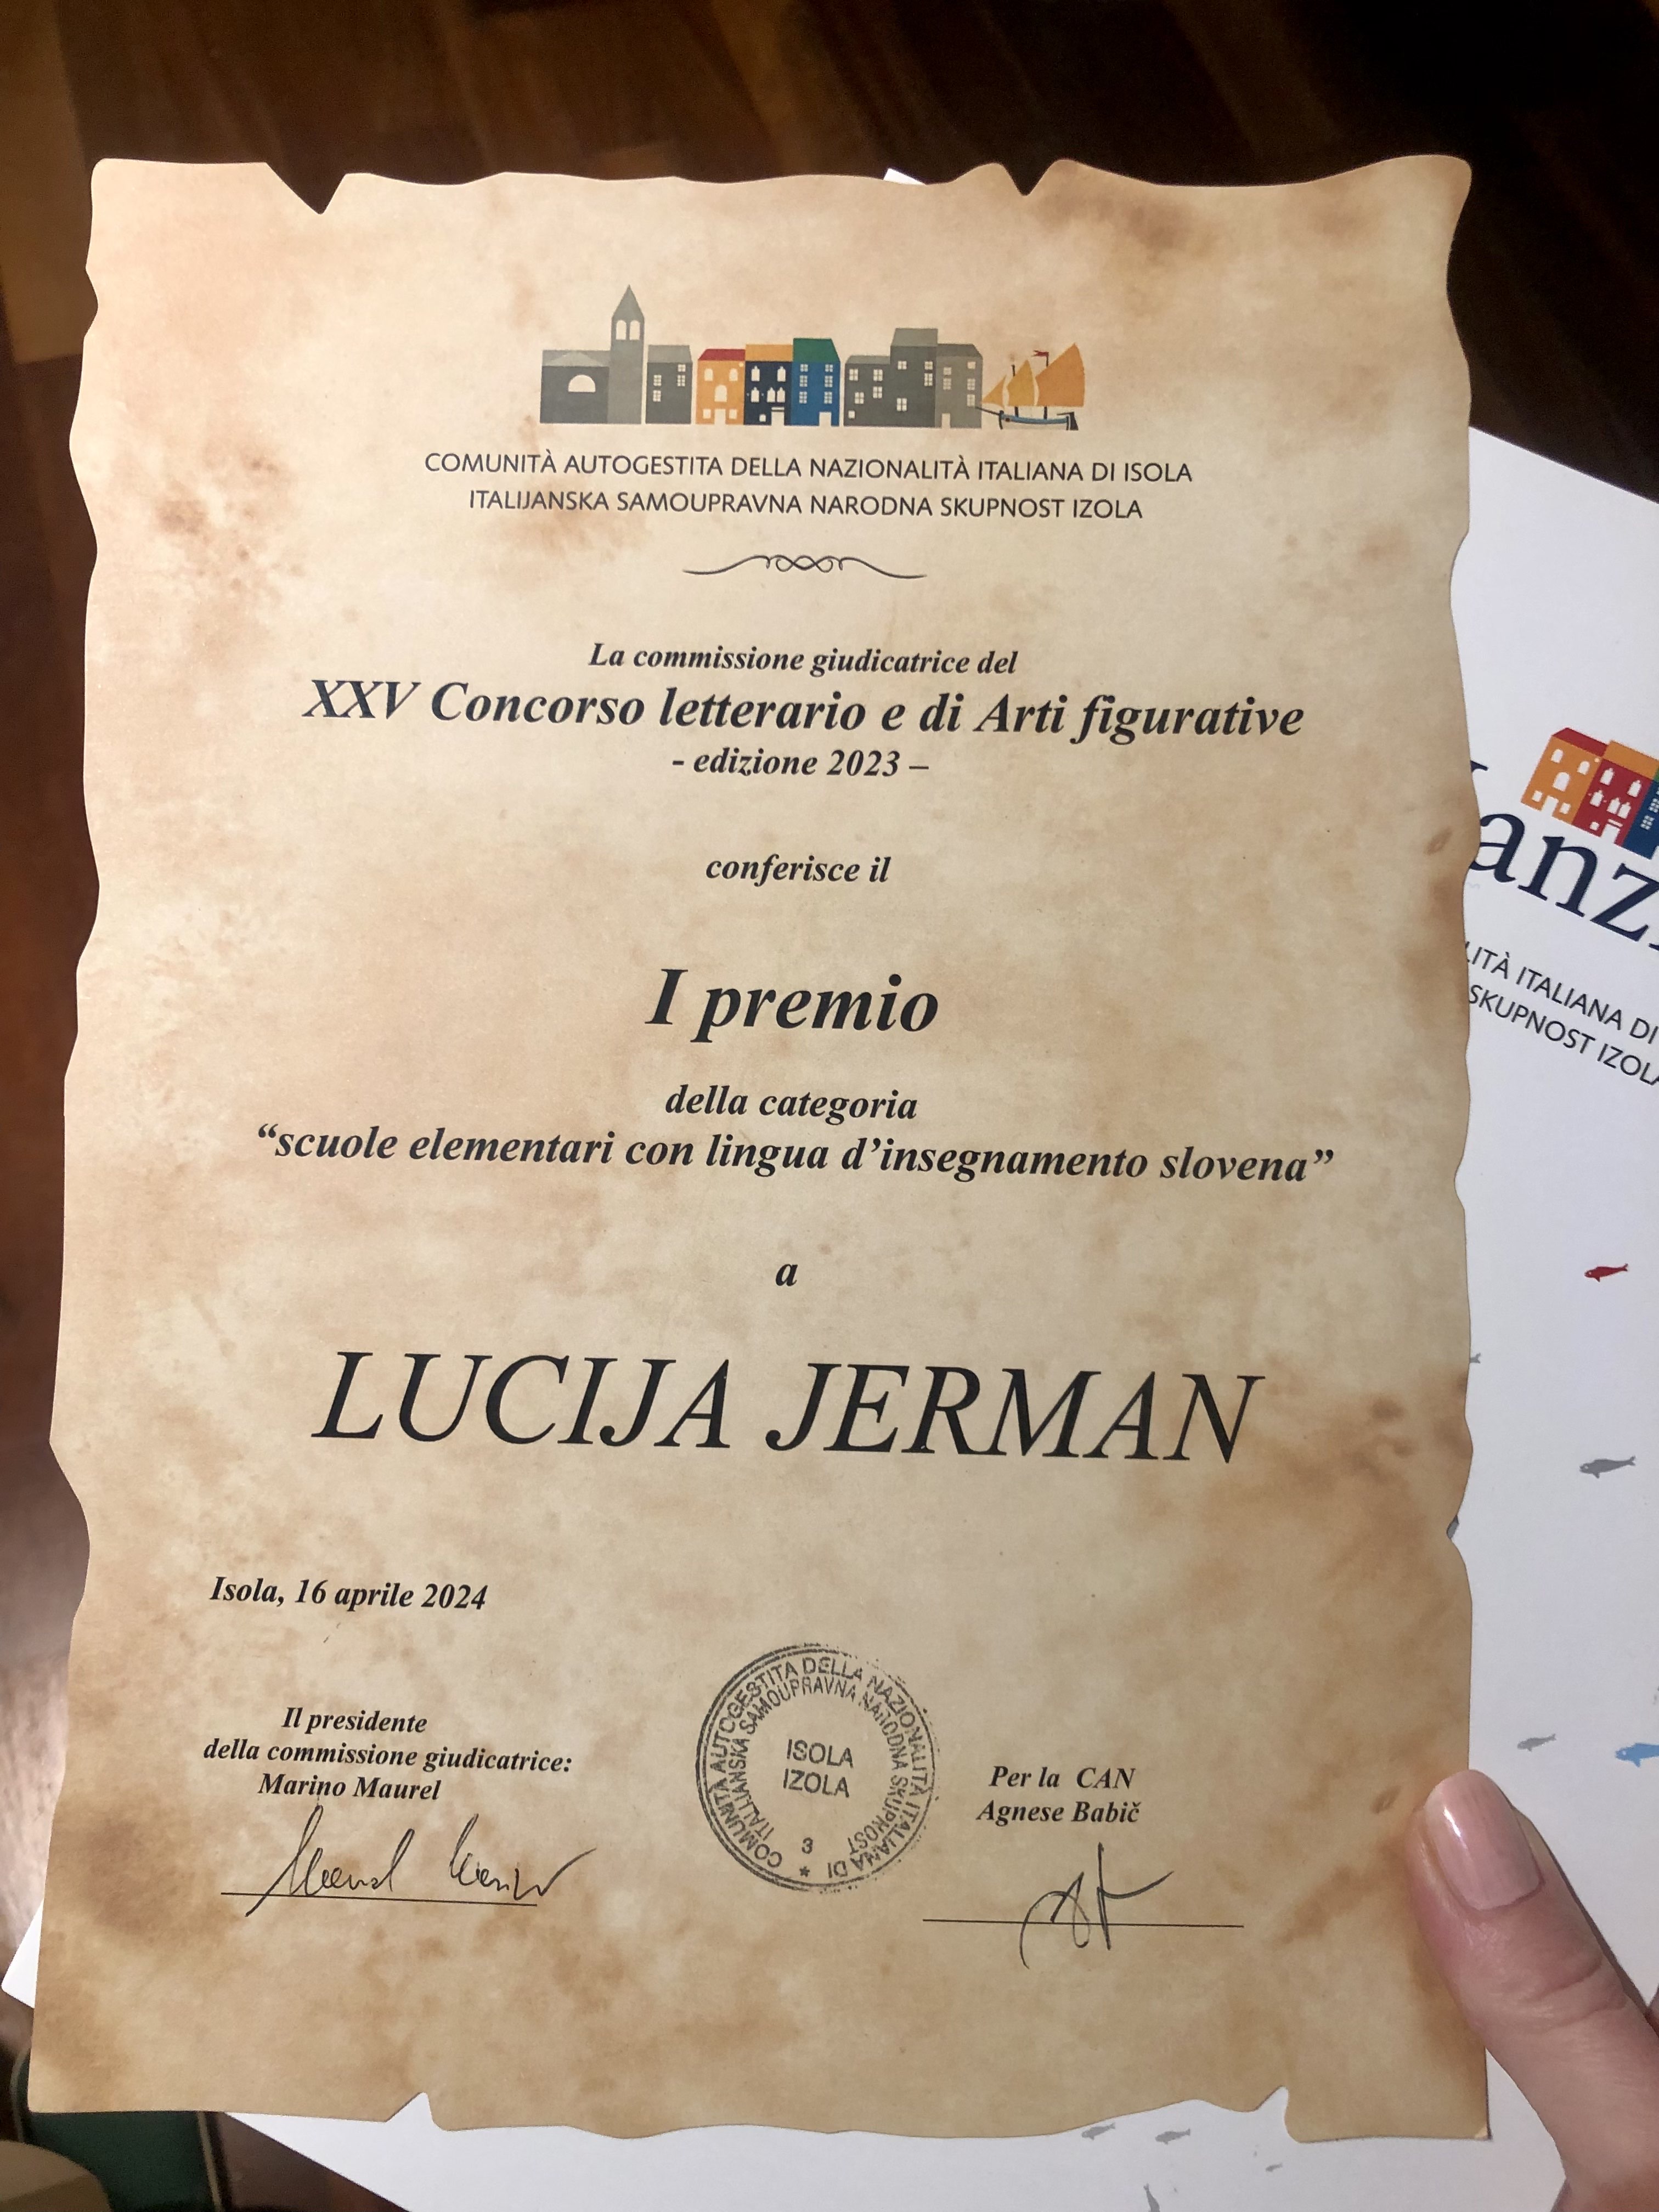 COMUNITÀ AUTOGESTITA DELLA NAZIONALITÀ ITALIANA DI ISOLA
ITALIJANSKA SAMOUPRAVNA NARODNA SKUPNOST IZOLA
La commissione giudicatrice del
XXV Concorso letterario e di Arti figurative
- edizione 2023 –
conferisce il
I premio
della categoria
“scuole elementari con lingua d’insegnamento slovena”
a
LUCIJA JERMAN
Isola, 16 aprile 2024
Il presidente
della commissione giudicatrice:
Marino Maurel
COMUNITÀ AUTOGESTITA DELLA NAZIONALITÀ ITALIANA DI
ITALIJANSKA SAMOUPRAVNA NARODNA SKUPNOST
ISOLA
IZOLA
3
*
Per la CAN
Agnese Babič
ITALIANA DI
SKUPNOST IZOLA